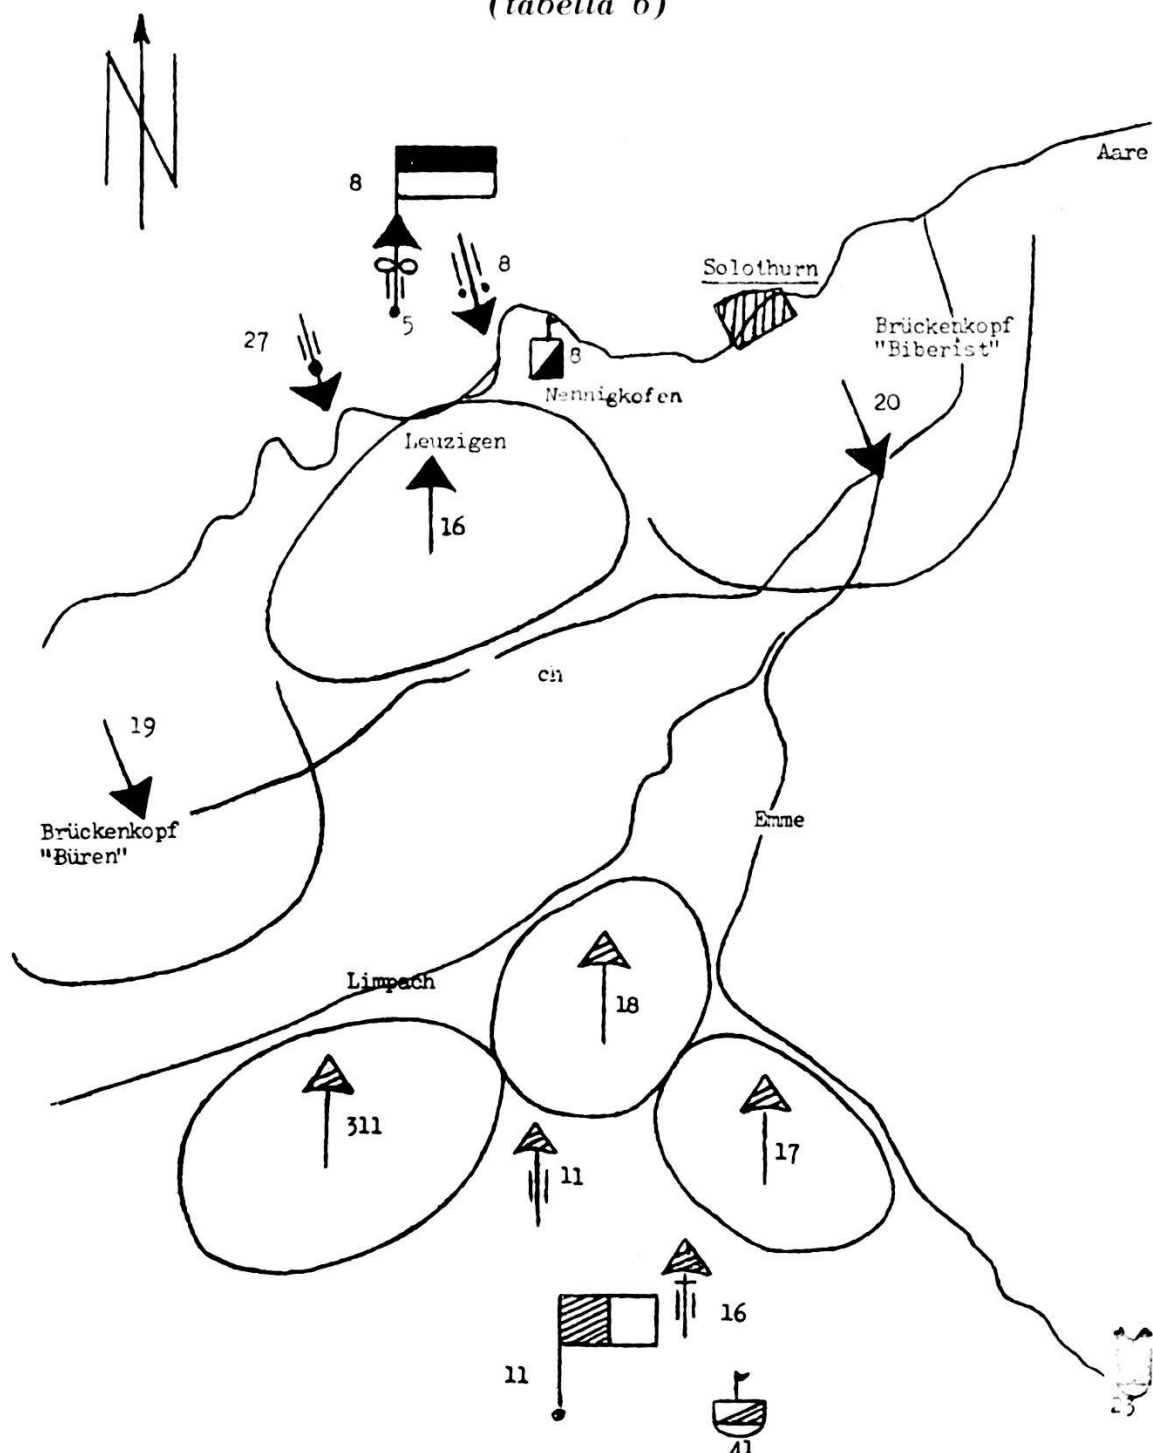 (tabella 6)
N
Aare
8
Solothurn
8
5
27
Brückenkopf
"Biberist"
8
Nennigkofen
20
Leuzigen
16
ch
19
Brückenkopf
"Büren"
Emme
Limpach
18
311
17
11
16
11
41